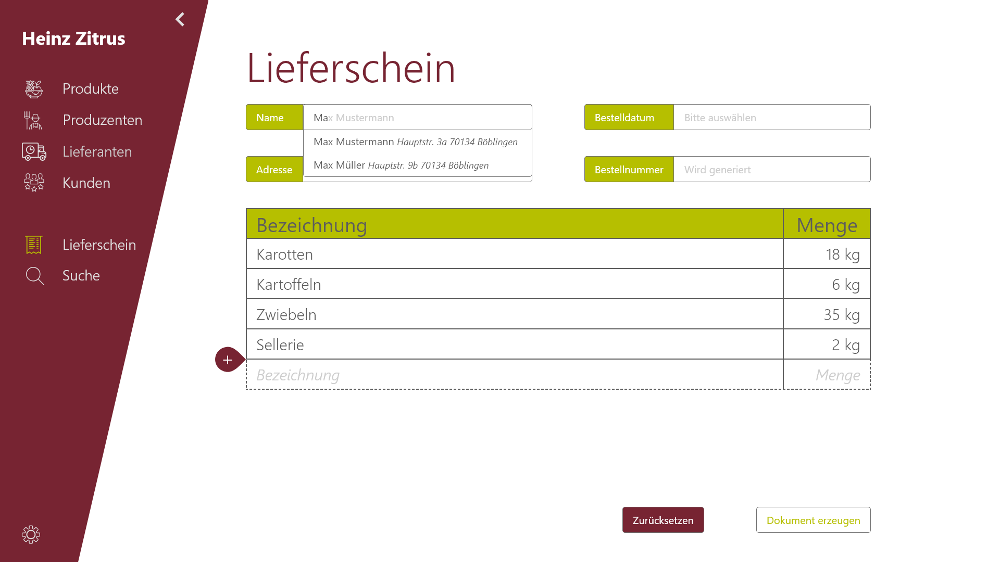 Heinz Zitrus
Produkte
Produzenten
Lieferanten
Kunden
Lieferschein
Suche
Lieferschein
Name
Max Mustermann
Max Mustermann Hauptstr. 3a 70134 Böblingen
Max Müller Hauptstr. 9b 70134 Böblingen
Adresse
Bestelldatum
Bitte auswählen
Bestellnummer
Wird generiert
Bezeichnung Menge
Karotten 18 kg
Kartoffeln 6 kg
Zwiebeln 35 kg
Sellerie 2 kg
+
Bezeichnung Menge
Zurücksetzen
Dokument erzeugen